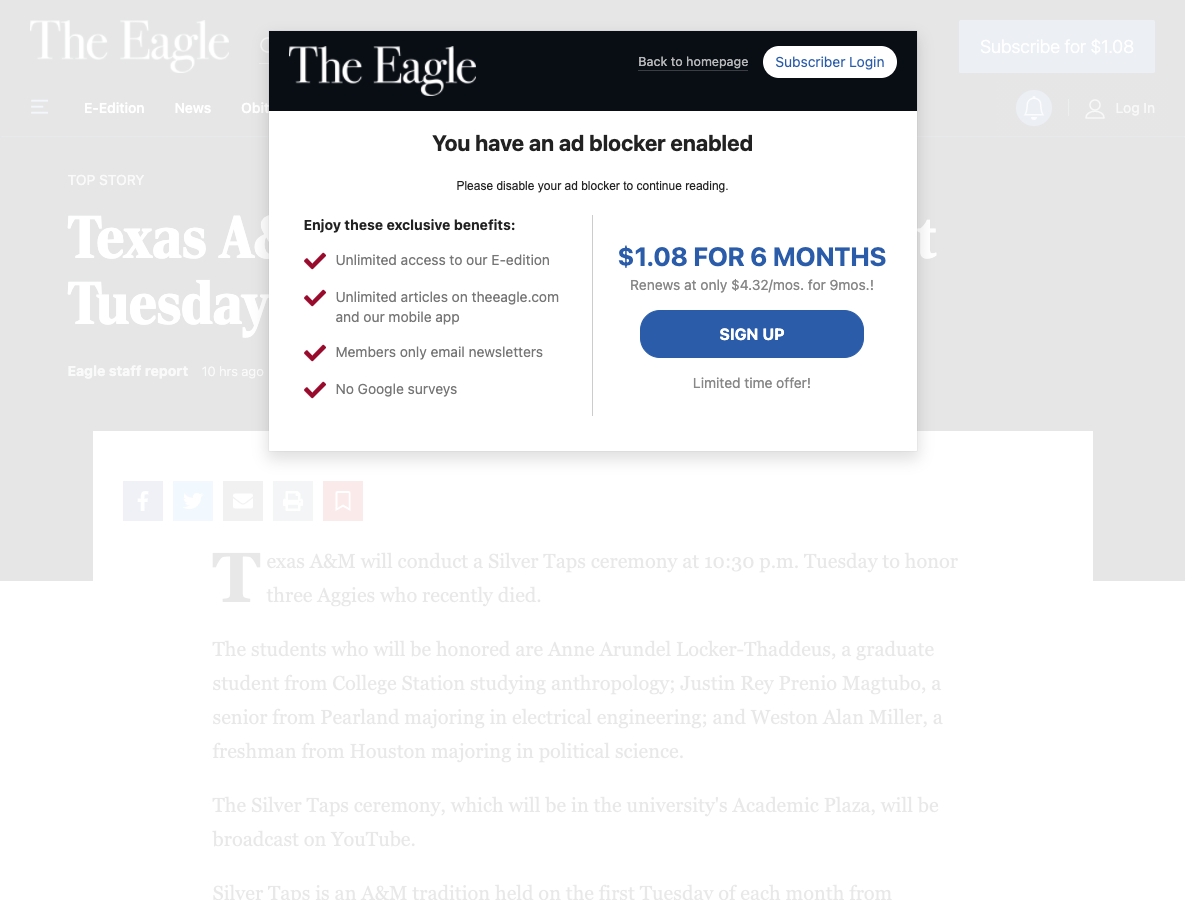 The Eagle
Subscribe for $1.08
E-Edition
News
Log In
The Eagle
Back to homepage
Subscriber Login
You have an ad blocker enabled
Please disable your ad blocker to continue reading.
Enjoy these exclusive benefits:
Unlimited access to our E-edition
Unlimited articles on theeagle.com
and our mobile app
Members only email newsletters
No Google surveys
$1.08 FOR 6 MONTHS
Renews at only $4.32/mos. for 9mos.!
SIGN UP
Limited time offer!
TOP STORY
Texas
Tuesday
Eagle staff report 10 hrs ago
Texas A&M will conduct a Silver Taps ceremony at 10:30 p.m. Tuesday to honor
three Aggies who recently died.
The students who will be honored are Anne Arundel Locker-Thaddeus, a graduate
student from College Station studying anthropology; Justin Rey Prenio Magtubo, a
senior from Pearland majoring in electrical engineering; and Weston Alan Miller, a
freshman from Houston majoring in political science.
The Silver Taps ceremony, which will be in the university's Academic Plaza, will be
broadcast on YouTube.
Silver Taps is an A&M tradition held on the first Tuesday of each month from